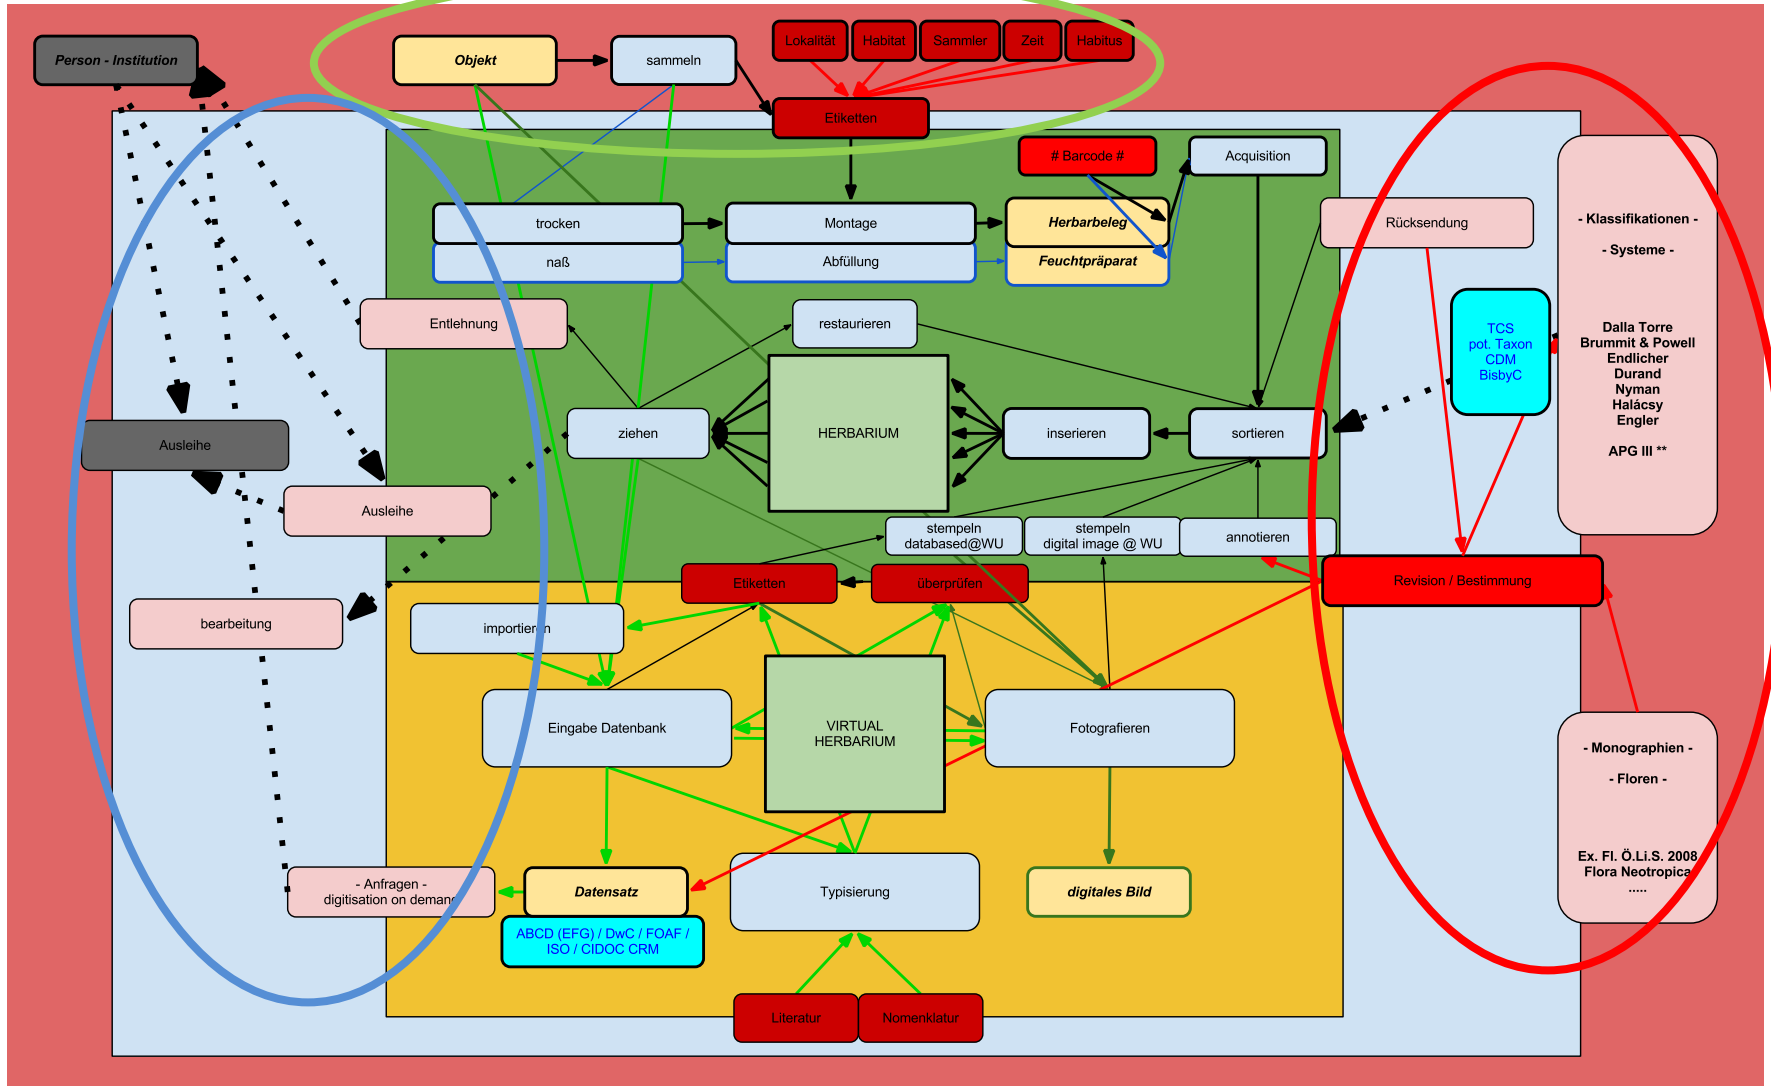 Person - Institution
Objekt
sammeln
Lokalität
Habitat
Sammler
Zeit
Habitus
Etiketten
# Barcode #
Acquisition
trocken
Montage
Herbarbeleg
naß
Abfüllung
Feuchtpräparat
Rücksendung
- Klassifikationen -
- Systeme -
Dalla Torre
Brummit & Powell
Endlicher
Durand
Nyman
Halácsy
Engler
APG III **
TCS
pot. Taxon
CDM
BisbyC
Entlehnung
restaurieren
Ausleihe
ziehen
HERBARIUM
inserieren
sortieren
Ausleihe
stempeln
databased@WU
stempeln
digital image @ WU
annotieren
Etiketten
überprüfen
Revision / Bestimmung
bearbeitung
importieren
Eingabe Datenbank
VIRTUAL
HERBARIUM
Fotografieren
- Monographien -
- Floren -
Ex. Fl. Ö.Li.S. 2008
Flora Neotropica
.....
- Anfragen -
digitisation on demand
Datensatz
Typisierung
digitales Bild
ABCD (EFG) / DwC / FOAF /
ISO / CIDOC CRM
Literatur
Nomenklatur